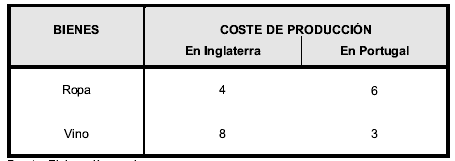 BIENES COSTE DE PRODUCCIÓN
En Inglaterra En Portugal
Ropa 4 6
Vino 8 3